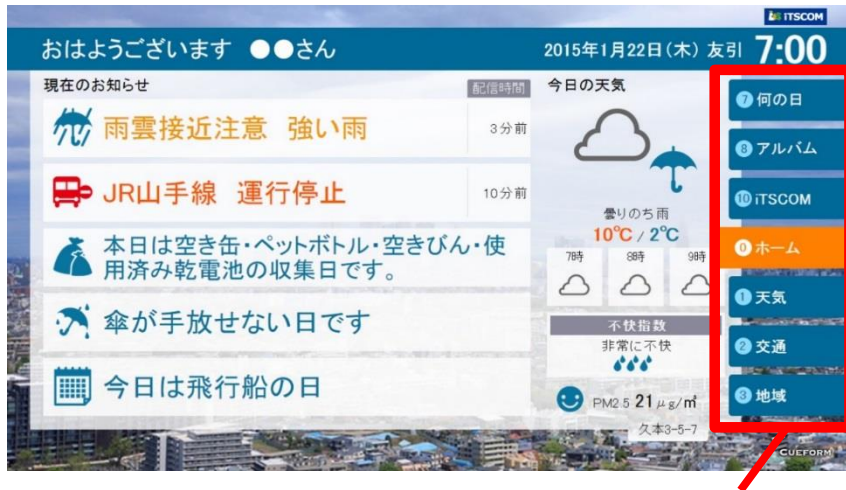 iTSCOM
おはようございます ●●さん
2015年1月22日(木) 友引 7:00
現在のお知らせ
配信時間
雨雲接近注意 強い雨
3分前
JR山手線 運行停止
10分前
本日は空き缶・ペットボトル・空きびん・使
用済み乾電池の収集日です。
傘が手放せない日です
今日は飛行船の日
今日の天気
曇りのち雨
10℃ / 2℃
7時 8時 9時
不快指数
非常に不快
PM2.5 21μg/㎥
久本3-5-7
⑦ 何の日
⑧ アルバム
⑩ iTSCOM
⓪ ホーム
① 天気
② 交通
③ 地域
CUEFORM